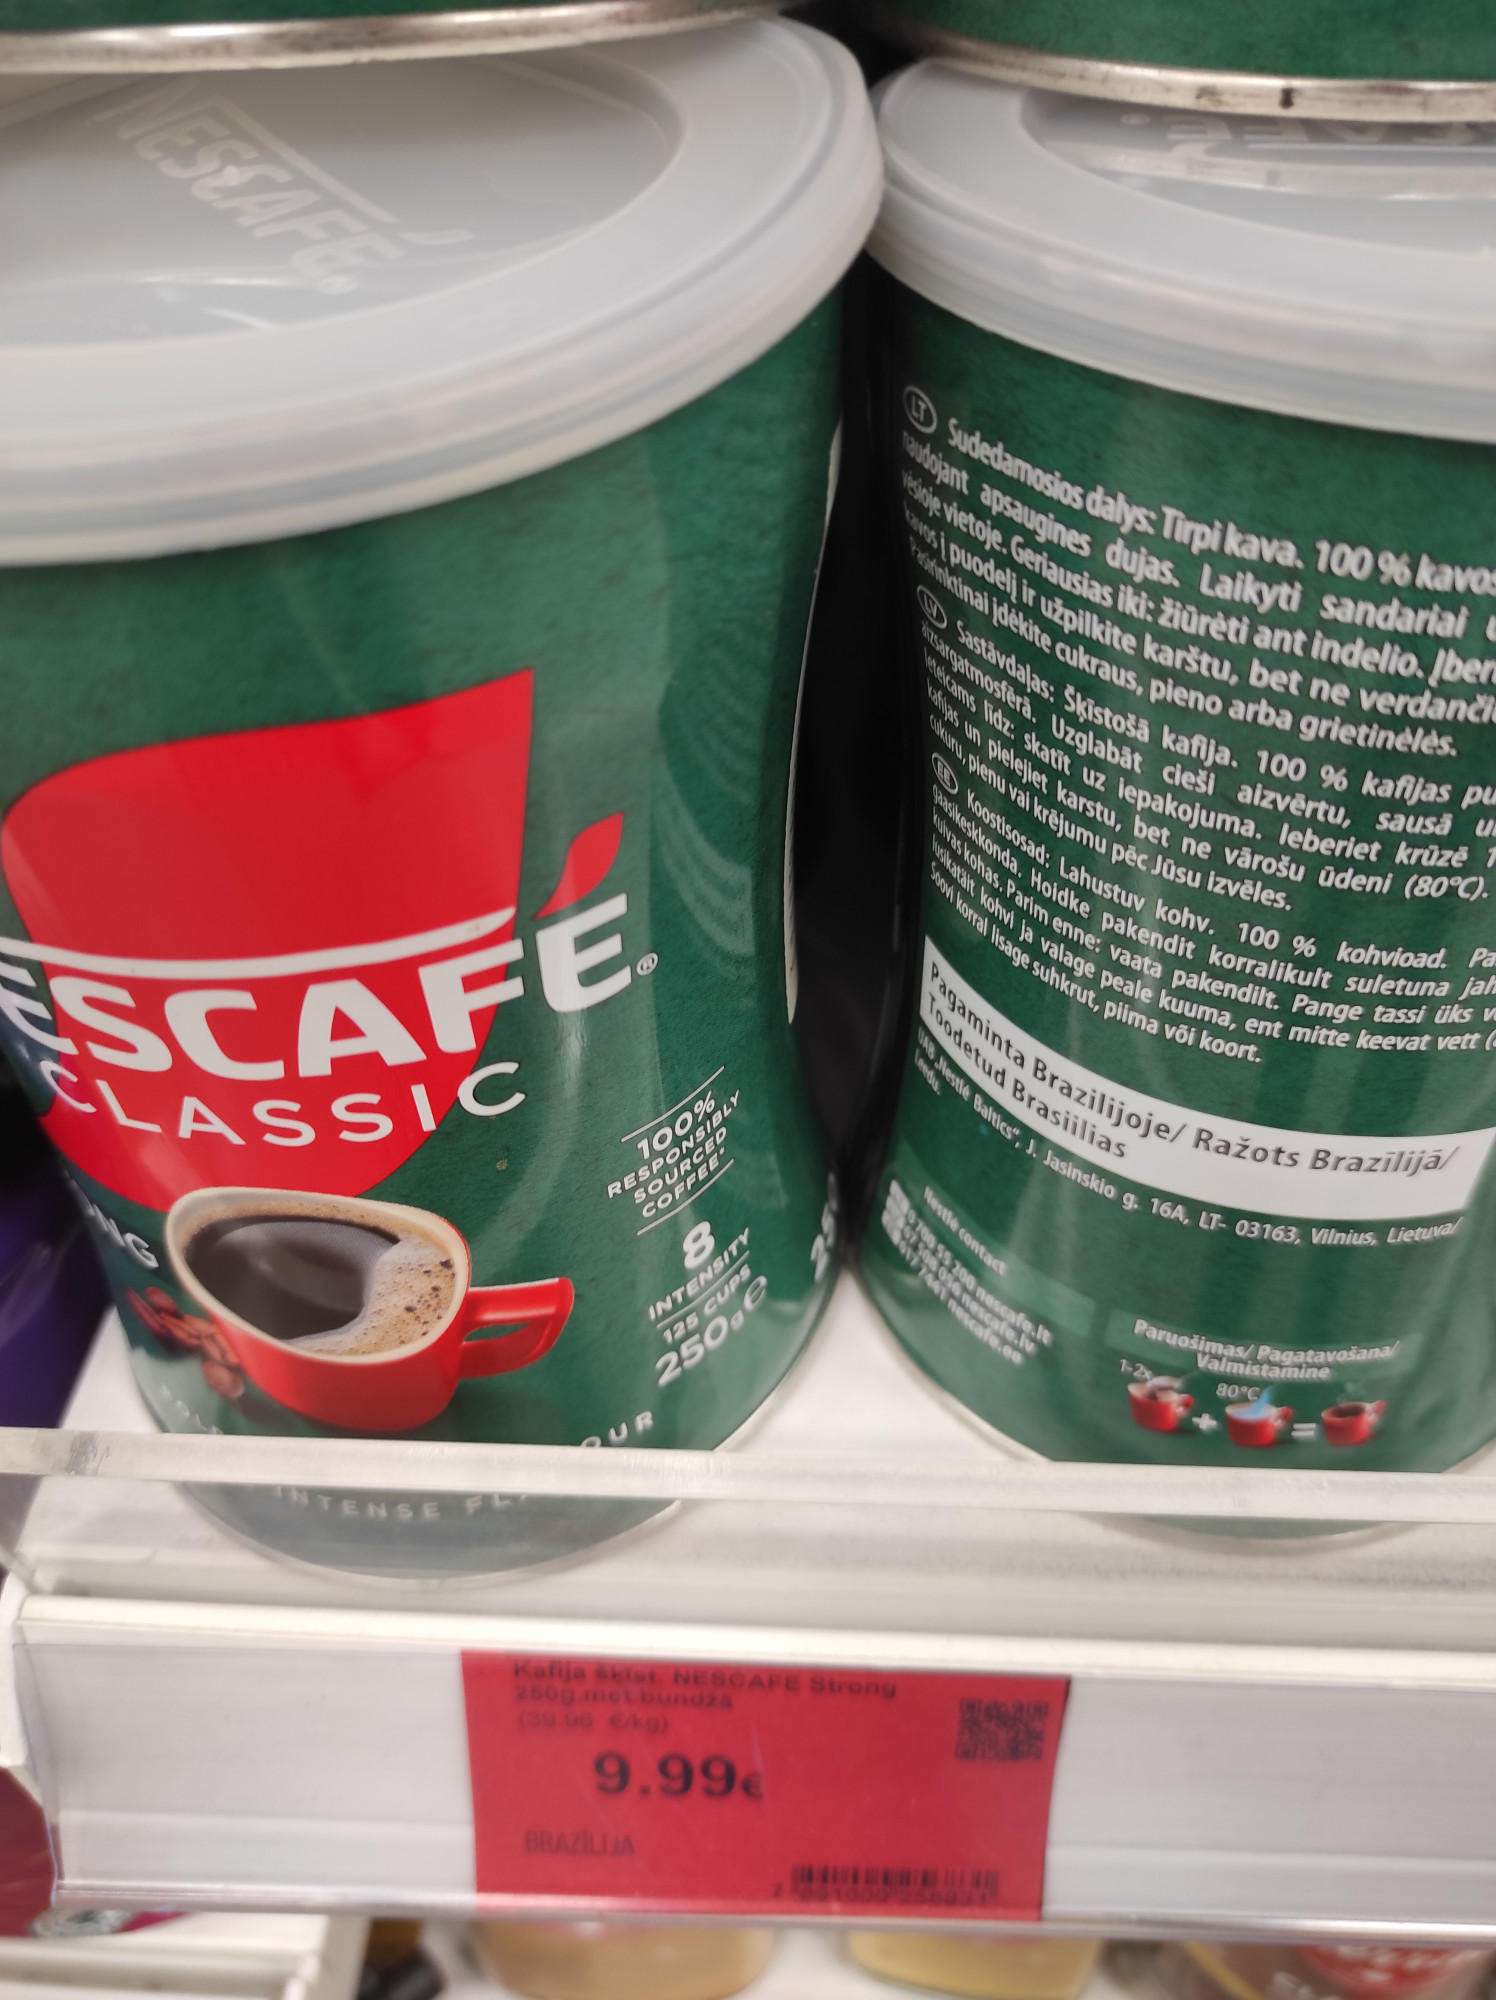 NESCAFÉ®
ESCAFÉ®
CLASSIC
100%
RESPONSIBLY
SOURCED
COFFEE*
8
INTENSITY
125 CUPS
250g e
INTENSE
LT Sudedamosios dalys: Tirpi kava. 100 % kavos
naudojant apsaugines dujas. Laikyti sandariai
vėsioje vietoje. Geriausias iki: žiūrėti ant indelio. Įberk
kavos į puodelį ir užpilkite karštu, bet ne verdančiu
Pasirinktinai įdėkite cukraus, pieno arba grietinėlės.
LV Sastāvdaļas: Šķīstošā kafija. 100 % kafijas pu
aizsargatmosfērā. Uzglabāt cieši aizvērtu, sausā u
Ieteicams līdz: skatīt uz iepakojuma. Ieberiet krūzē 1
kafijas un pielejiet karstu, bet ne vārošu ūdeni (80°C).
cukuru, pienu vai krējumu pēc Jūsu izvēles.
EE Koostisosad: Lahustuv kohv. 100 % kohvioad. Pa
gaasikeskkonda. Hoidke pakendit korralikult suletuna jah
kuivas kohas. Parim enne: vaata pakendilt. Pange tassi üks v
lusikatäit kohvi ja valage peale kuuma, ent mitte keevat vett (
Soovi korral lisage suhkrut, piima või koort.
Pagaminta Brazilijoje/ Ražots Brazīlijā/
Toodetud Brasiilias
UAB „Nestlé Baltics", J. Jasinskio g. 16A, LT- 03163, Vilnius, Lietuva/
Leedu.
Nestlé contact
nescafe.lt
nescafe.lv
nescafe.ee
Paruošimas/ Pagatavošana/
Valmistamine
1-2x
80°C
+ =
Kafija šķīst. NESCAFE Strong
250g.met.bundžā
(39.96 €/kg)
9.99€
BRAZĪLIJA